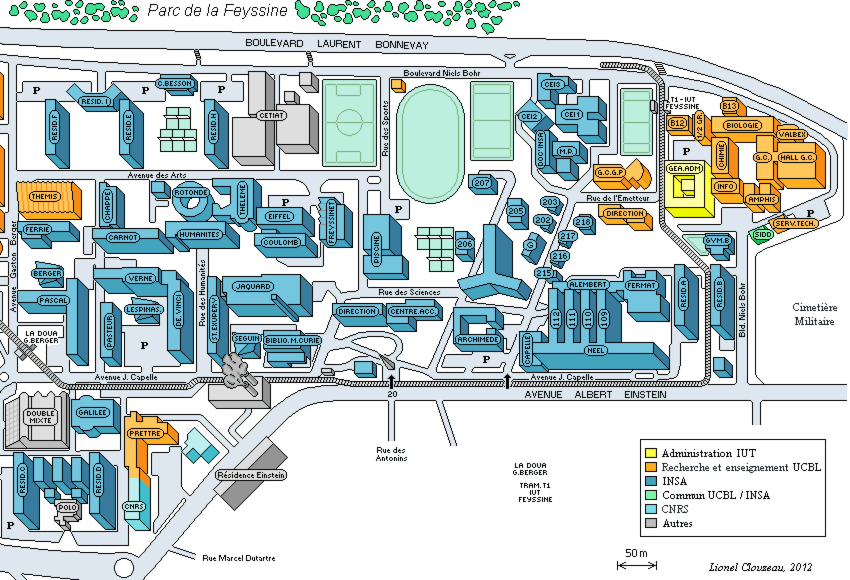 Parc de la Feyssine
BOULEVARD LAURENT BONNEVAY
Boulevard Niels Bohr
P
RESID. I
P
C.BESSON
RESID.F
RESID.E
RESID.H
CETIAT
Rue des Sports
CEI3
CEI2
CEI1
DOC'INSA
M.P.
T1-IUT
FEYSSINE
B13
B12
1/2 GR.
BIOLOGIE
VALBEX
P
CHIMIE
G.C.
HALL G.C.
GEA.ADM
INFO
AMPHIS
P
SERV.TECH.
SIDD
G.C.G.P
Rue de l'Emetteur
DIRECTION
Avenue des Arts
THEMIS
FERRIE
CHAPPE
ROTONDE
THELEME
P
EIFFEL
FREYSSINET
CARNOT
HUMANITES
COULOMB
P
PISCINE
207
203
205
202
218
206
G
217
216
215
GYM.B
Avenue - Gaston - Berger
BERGER
VERNE
PASCAL
LESPINAS.
PASTEUR
DE.VINCI
Rue des Humanités
JAQUARD
ST.EXUPERY
Rue des Sciences
DIRECTION
CENTRE.ACC.
ALEMBERT
FERMAT
RESID.A
RESID.B
Bld. Niels Bohr
Cimetière
Militaire
112
111
110
109
LA DOUA
G.BERGER
P
SEGUIN
BIBLIO.M.CURIE
ARCHIMEDE
P
CAPELLE
NEEL
Avenue J. Capelle
Avenue J. Capelle
20
AVENUE ALBERT EINSTEIN
DOUBLE
MIXTE
GALILEE
PRETTRE
Rue des
Antonins
RESID.C
RESID.D
POLO
P
CNRS
Résidence Einstein
LA DOUA
G.BERGER
TRAM.T1
IUT
FEYSSINE
Administration IUT
Recherche et enseignement UCBL
INSA
Commun UCBL / INSA
CNRS
Autres
Rue Marcel Dutartre
50 m
Lionel Clouzeau, 2012